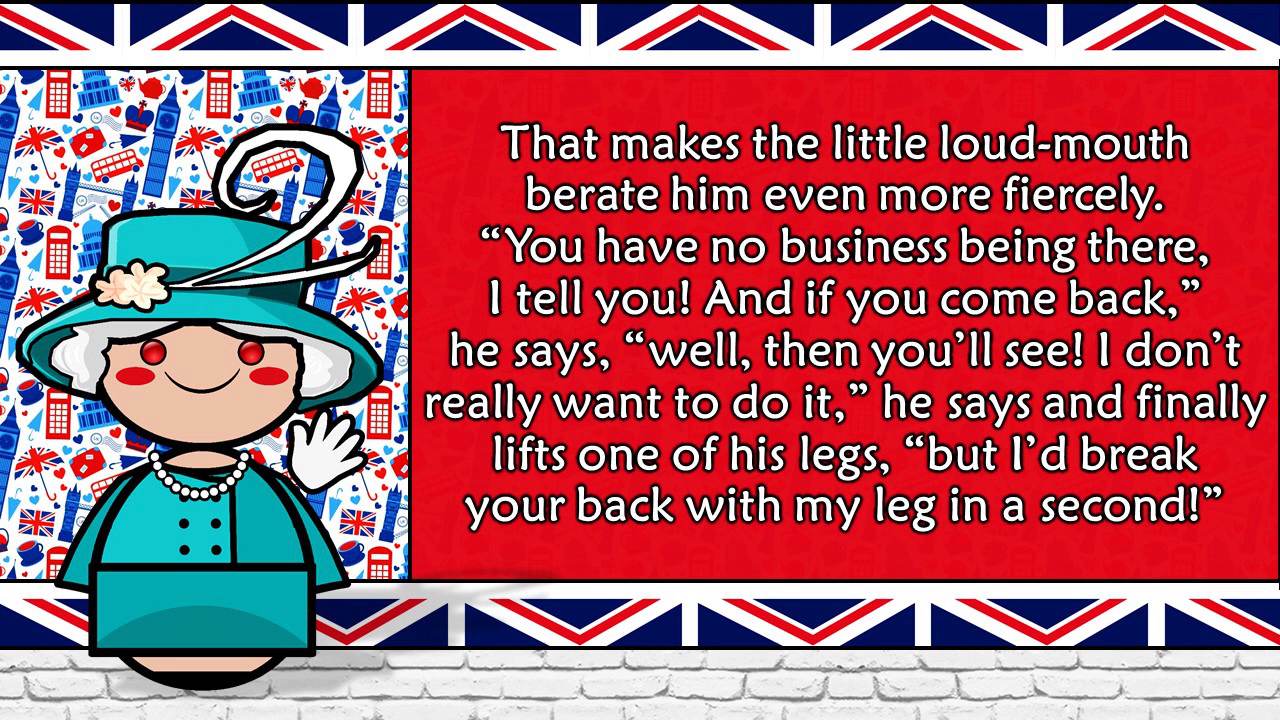 That makes the little loud-mouth
berate him even more fiercely.
“You have no business being there,
I tell you! And if you come back,”
he says, “well, then you’ll see! I don’t
really want to do it,” he says and finally
lifts one of his legs, “but I’d break
your back with my leg in a second!”